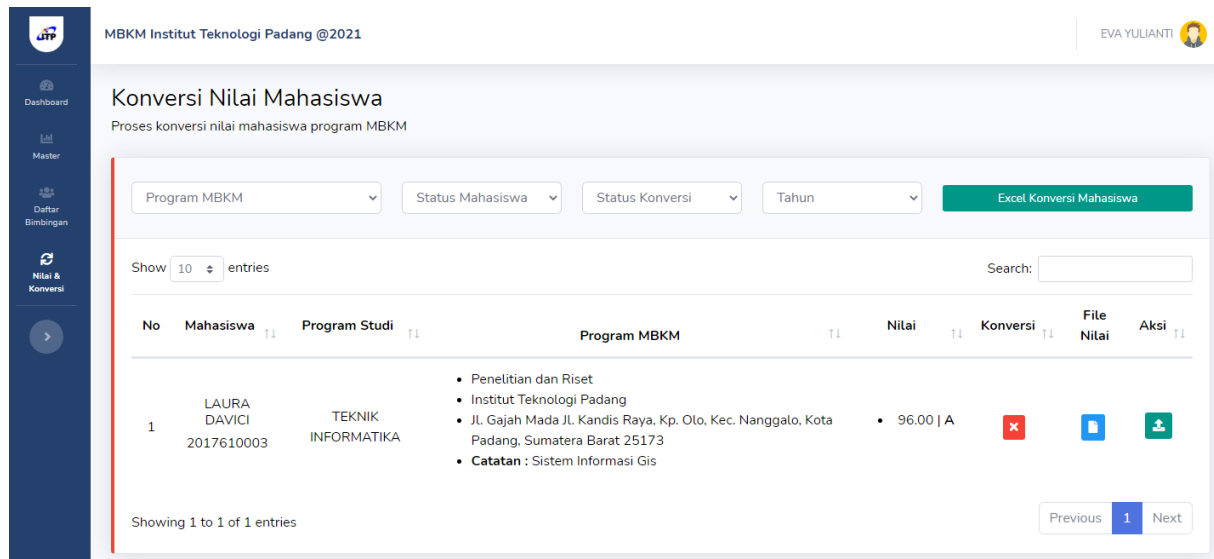 ITP
MBKM Institut Teknologi Padang @2021
EVA YULIANTI
Dashboard
Master
Daftar
Bimbingan
Nilai &
Konversi
Konversi Nilai Mahasiswa
Proses konversi nilai mahasiswa program MBKM
Program MBKM
Status Mahasiswa
Status Konversi
Tahun
Excel Konversi Mahasiswa
Show 10 entries
Search:
No Mahasiswa Program Studi Program MBKM Nilai Konversi File Nilai Aksi
1
LAURA
DAVICI
2017610003
TEKNIK
INFORMATIKA
• Penelitian dan Riset
• Institut Teknologi Padang
• Jl. Gajah Mada Jl. Kandis Raya, Kp. Olo, Kec. Nanggalo, Kota
Padang, Sumatera Barat 25173
• Catatan : Sistem Informasi Gis
• 96.00 | A
Showing 1 to 1 of 1 entries
Previous 1 Next